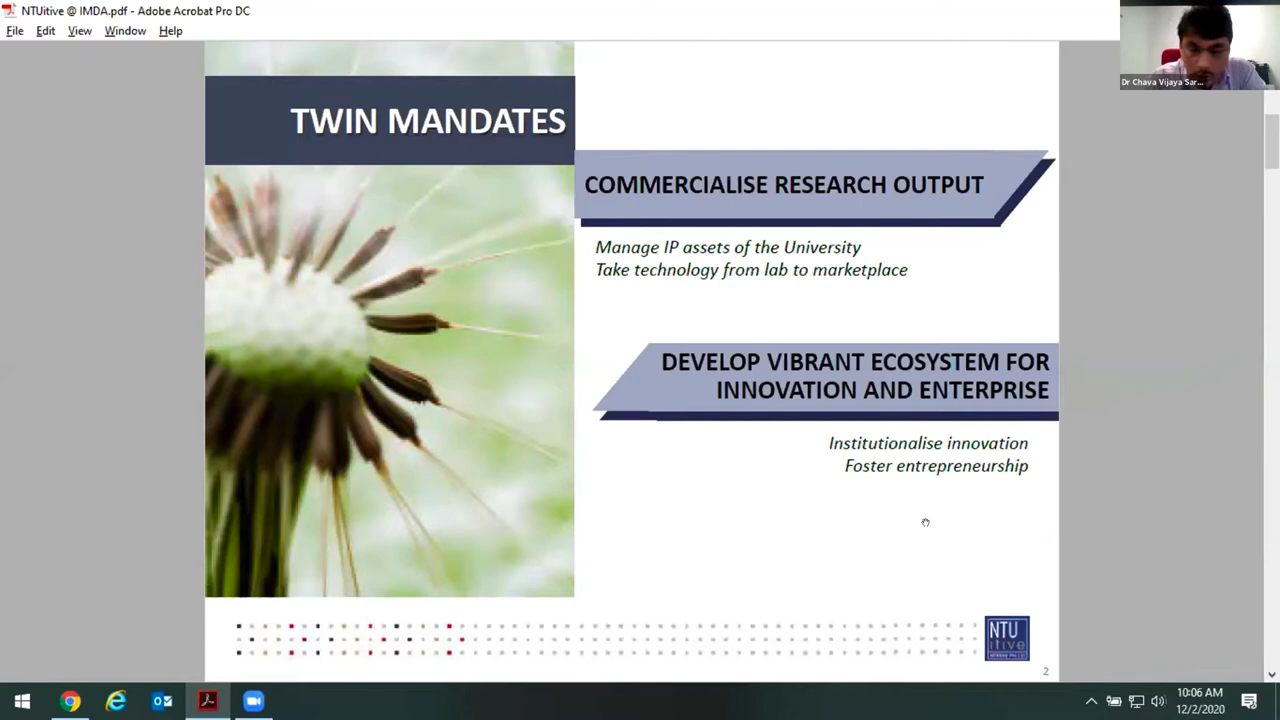 NTUitive @ IMDA.pdf - Adobe Acrobat Pro DC
File Edit View Window Help
Dr Chava Vijaya Sar...
TWIN MANDATES
COMMERCIALISE RESEARCH OUTPUT
Manage IP assets of the University
Take technology from lab to marketplace
DEVELOP VIBRANT ECOSYSTEM FOR
INNOVATION AND ENTERPRISE
Institutionalise innovation
Foster entrepreneurship
NTU
itive
2
10:06 AM
12/2/2020